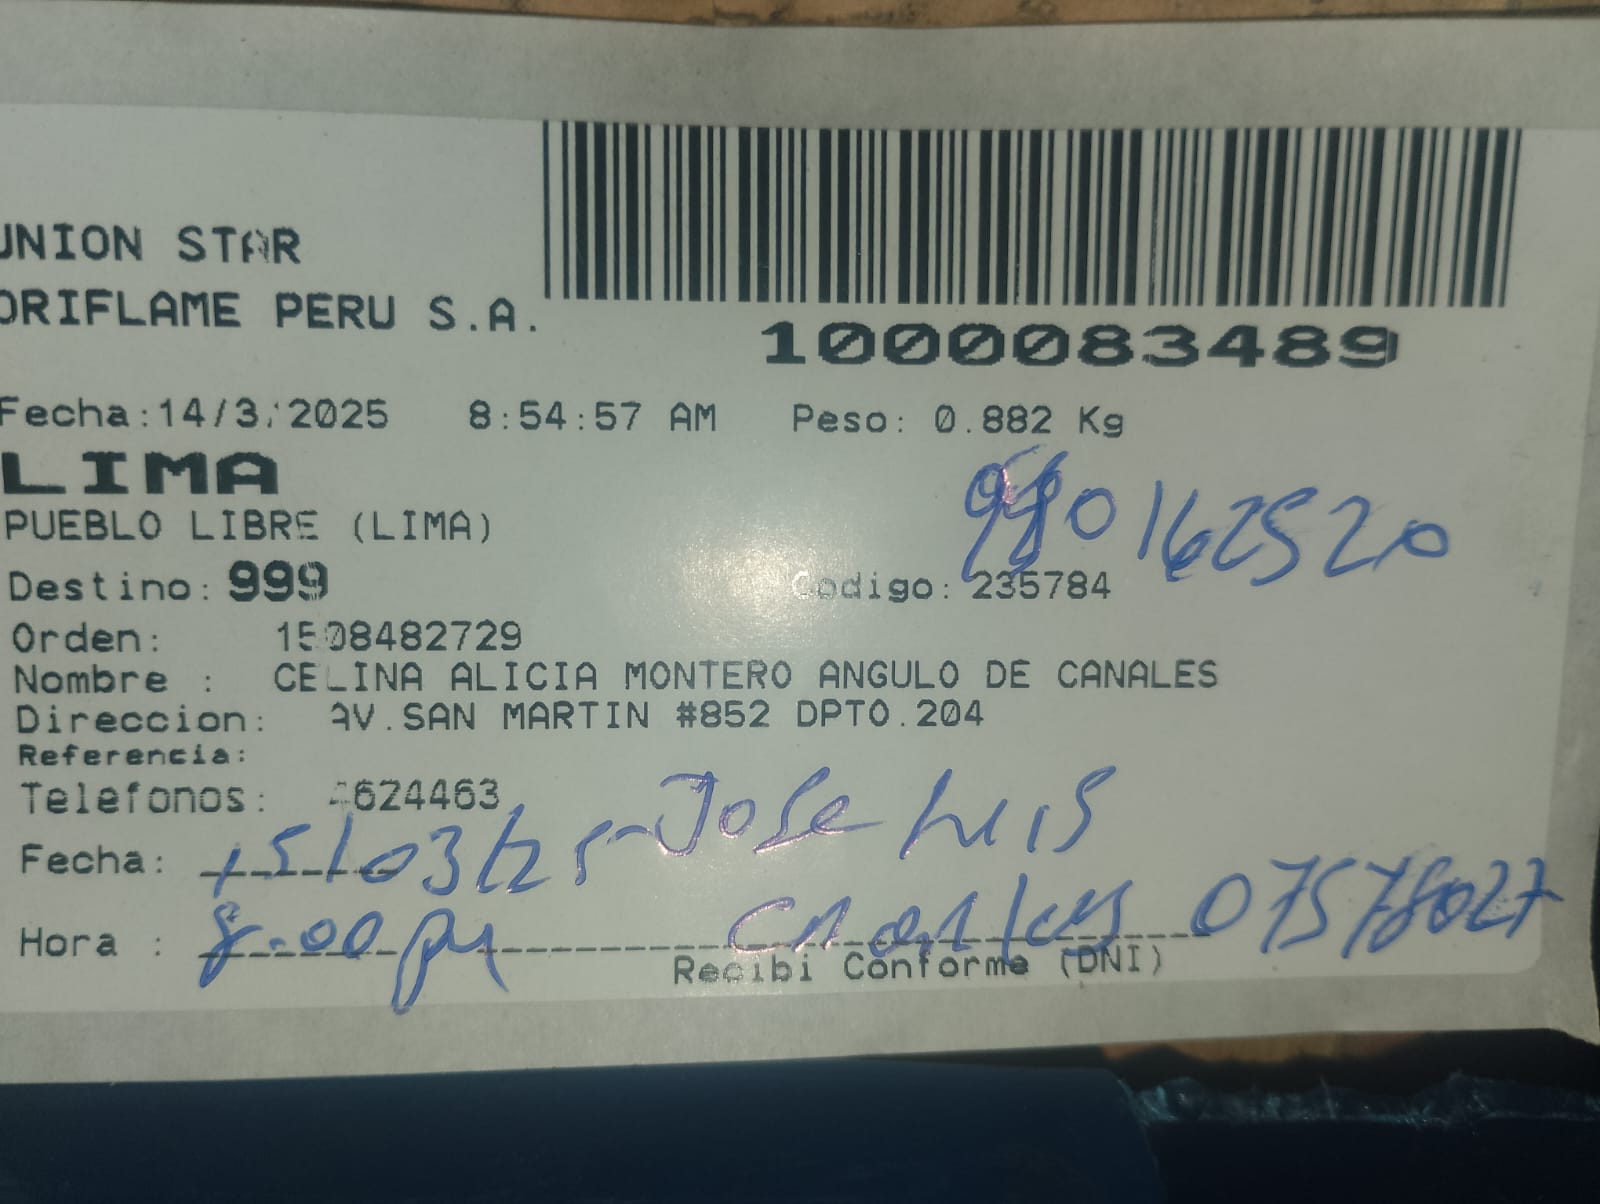 UNION STAR
ORIFLAME PERU S.A.
1000083489
Fecha:14/3/2025 8:54:57 AM Peso: 0.882 Kg
LIMA
980162520
PUEBLO LIBRE (LIMA)
Destino: 999 Codigo: 235784
Orden: 1508482729
Nombre : CELINA ALICIA MONTERO ANGULO DE CANALES
Direccion: AV.SAN MARTIN #852 DPTO.204
Referencia:
Telefonos: 4624463
Jose Luis
Fecha: 15/03/25
Hora : 8:00 pm Canales 07578027
Recibi Conforme (DNI)